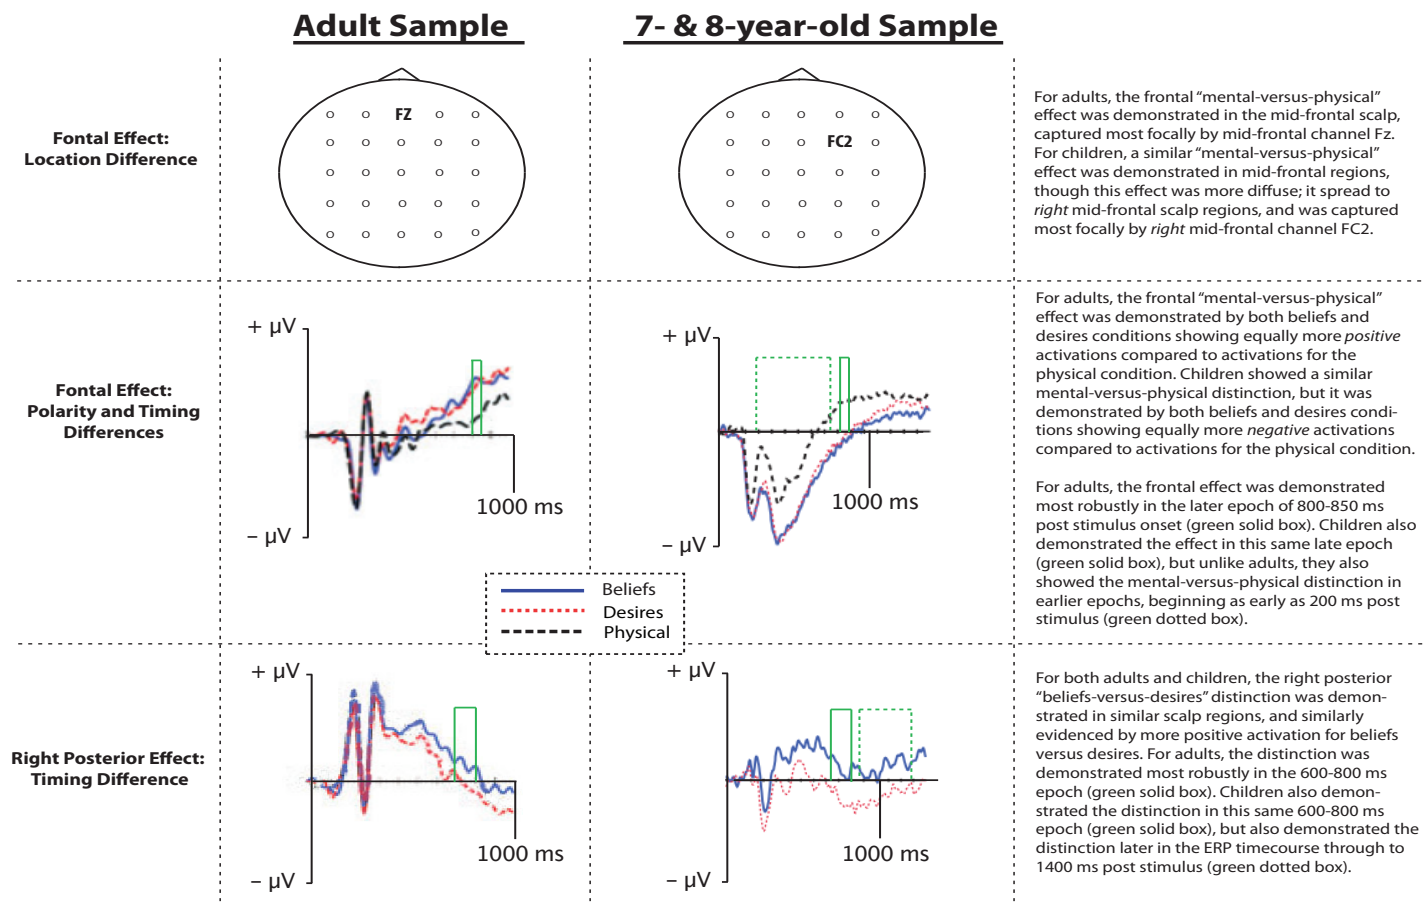 Adult Sample
7- & 8-year-old Sample
Fontal Effect:
Location Difference
FZ
FC2
For adults, the frontal “mental-versus-physical”
effect was demonstrated in the mid-frontal scalp,
captured most focally by mid-frontal channel Fz.
For children, a similar “mental-versus-physical”
effect was demonstrated in mid-frontal regions,
though this effect was more diffuse; it spread to
right mid-frontal scalp regions, and was captured
most focally by right mid-frontal channel FC2.
Fontal Effect:
Polarity and Timing
Differences
+ µV
1000 ms
– µV
+ µV
1000 ms
– µV
For adults, the frontal “mental-versus-physical”
effect was demonstrated by both beliefs and
desires conditions showing equally more positive
activations compared to activations for the
physical condition. Children showed a similar
mental-versus-physical distinction, but it was
demonstrated by both beliefs and desires condi-
tions showing equally more negative activations
compared to activations for the physical condition.
For adults, the frontal effect was demonstrated
most robustly in the later epoch of 800-850 ms
post stimulus onset (green solid box). Children also
demonstrated the effect in this same late epoch
(green solid box), but unlike adults, they also
showed the mental-versus-physical distinction in
earlier epochs, beginning as early as 200 ms post
stimulus (green dotted box).
Beliefs
Desires
Physical
Right Posterior Effect:
Timing Difference
+ µV
1000 ms
– µV
+ µV
1000 ms
– µV
For both adults and children, the right posterior
“beliefs-versus-desires” distinction was demon-
strated in similar scalp regions, and similarly
evidenced by more positive activation for beliefs
versus desires. For adults, the distinction was
demonstrated most robustly in the 600-800 ms
epoch (green solid box). Children also demon-
strated the distinction in this same 600-800 ms
epoch (green solid box), but also demonstrated the
distinction later in the ERP timecourse through to
1400 ms post stimulus (green dotted box).